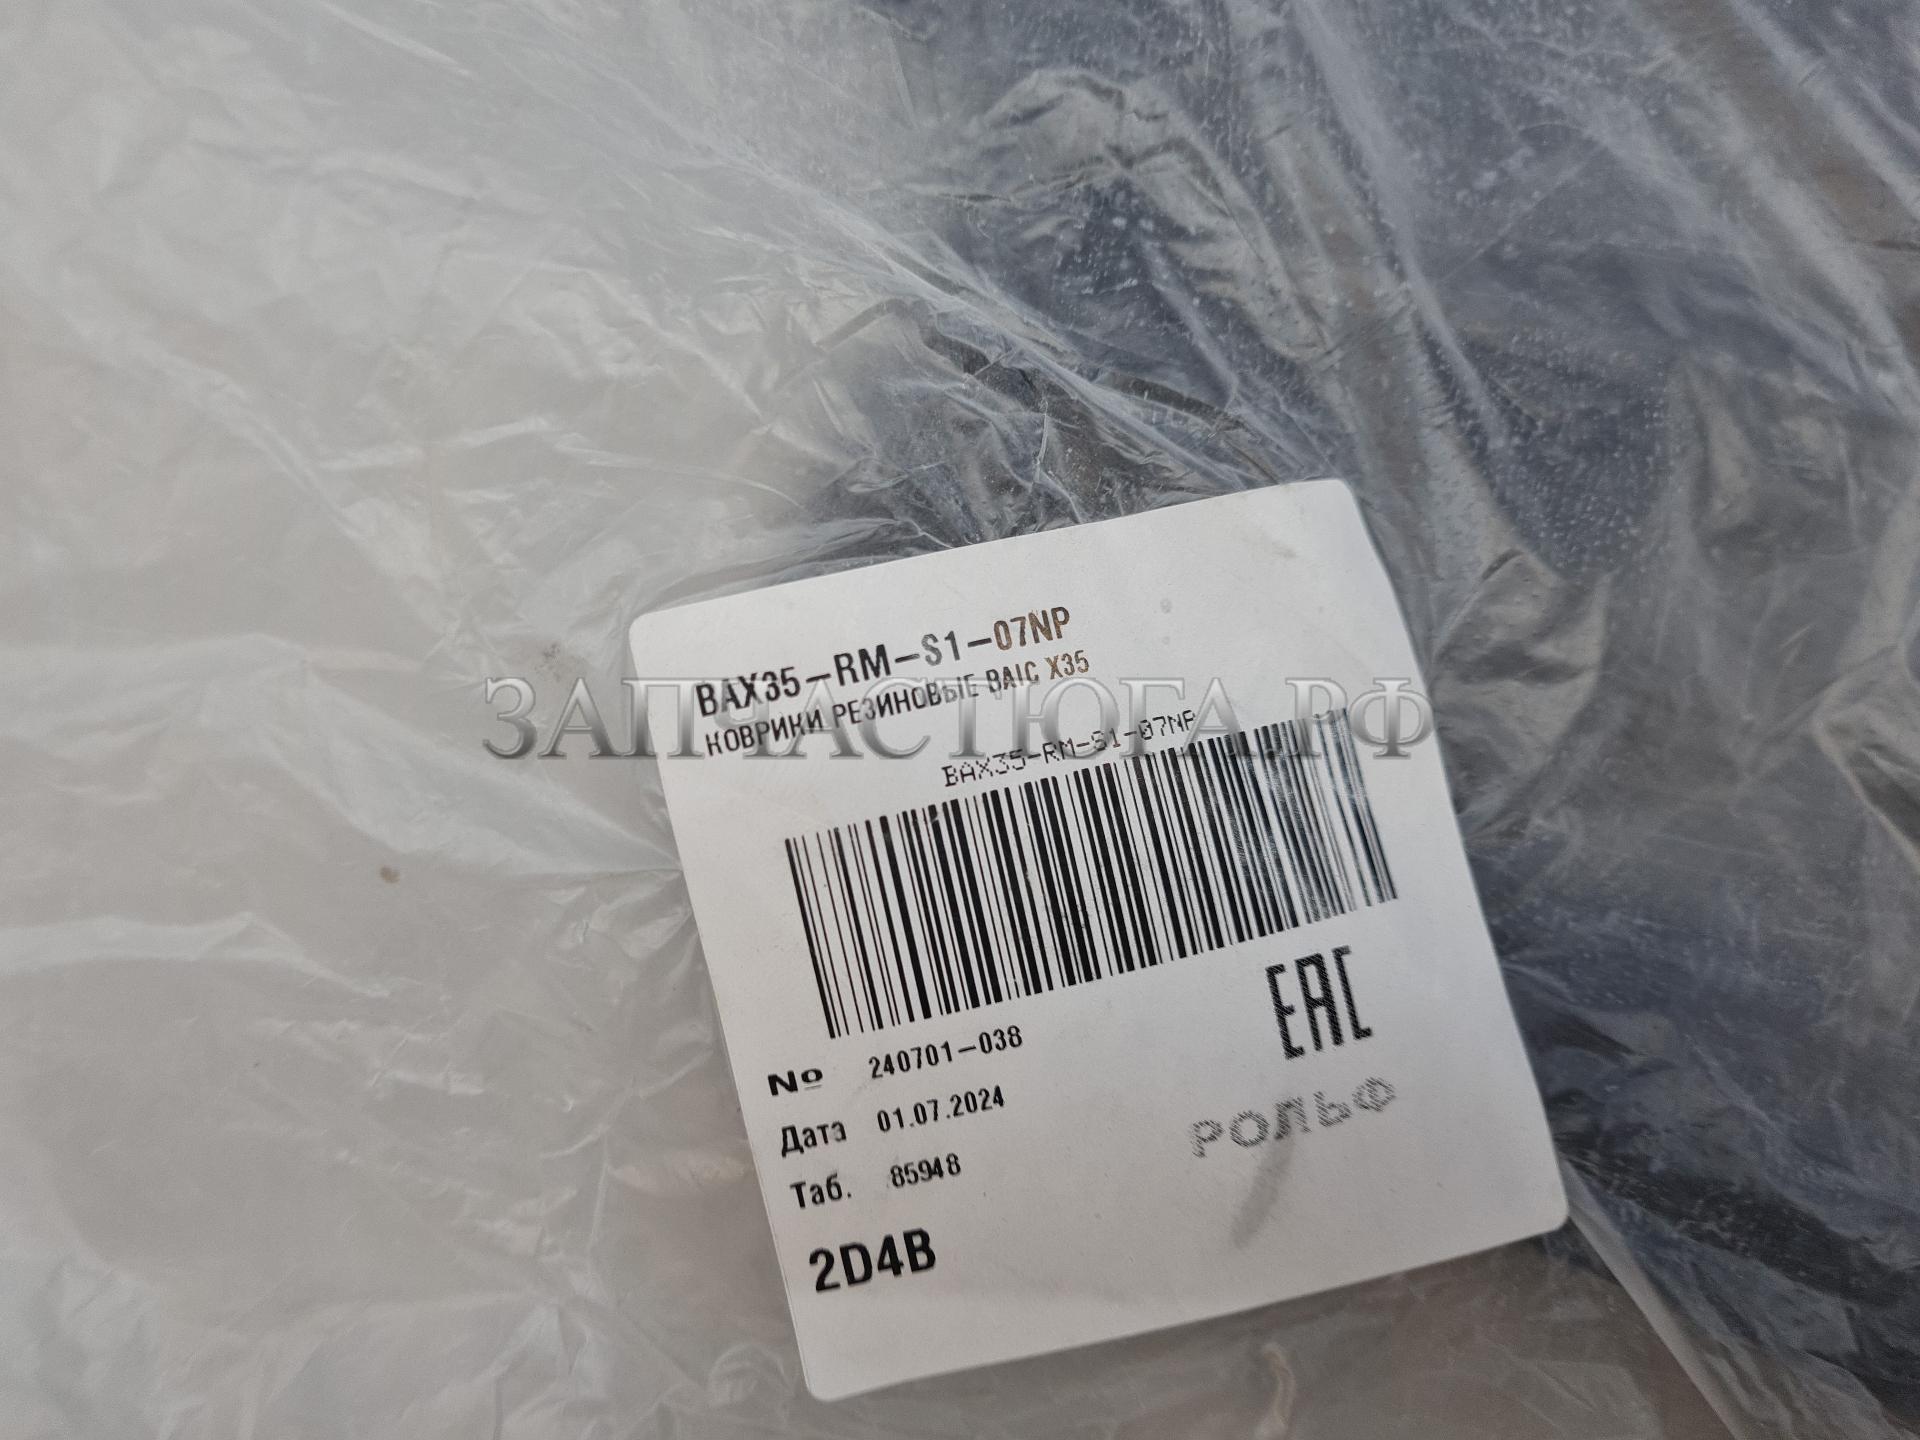 BAX35-RM-S1-07NP
КОВРИКИ РЕЗИНОВЫЕ BAIC X35
ЗАПЧАСТЮГА.РФ
BAX35-RM-S1-07NP
EAC
№ 240701-038
Дата 01.07.2024
РОЛЬФ
Таб. 85948
2D4B